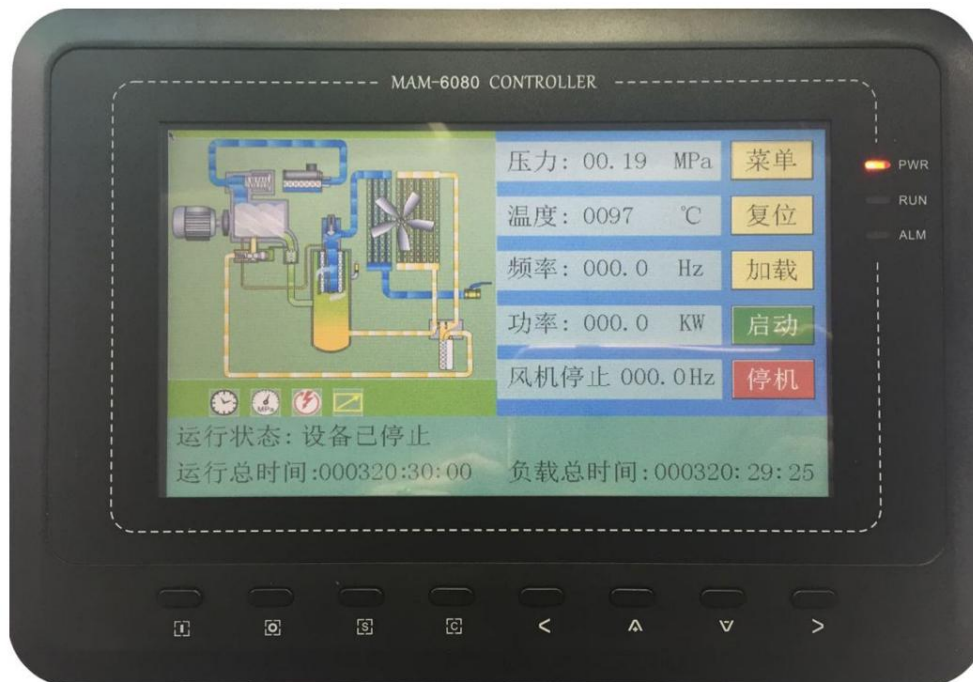 MAM-6080 CONTROLLER
压力: 00.19 MPa 菜单
温度: 0097 ℃ 复位
频率: 000.0 Hz 加载
功率: 000.0 KW 启动
风机停止 000.0Hz 停机
PWR
RUN
ALM
MPa
运行状态: 设备已停止
运行总时间:000320:30:00 负载总时间:000320:29:25
I O S C < ∧ ∨ >